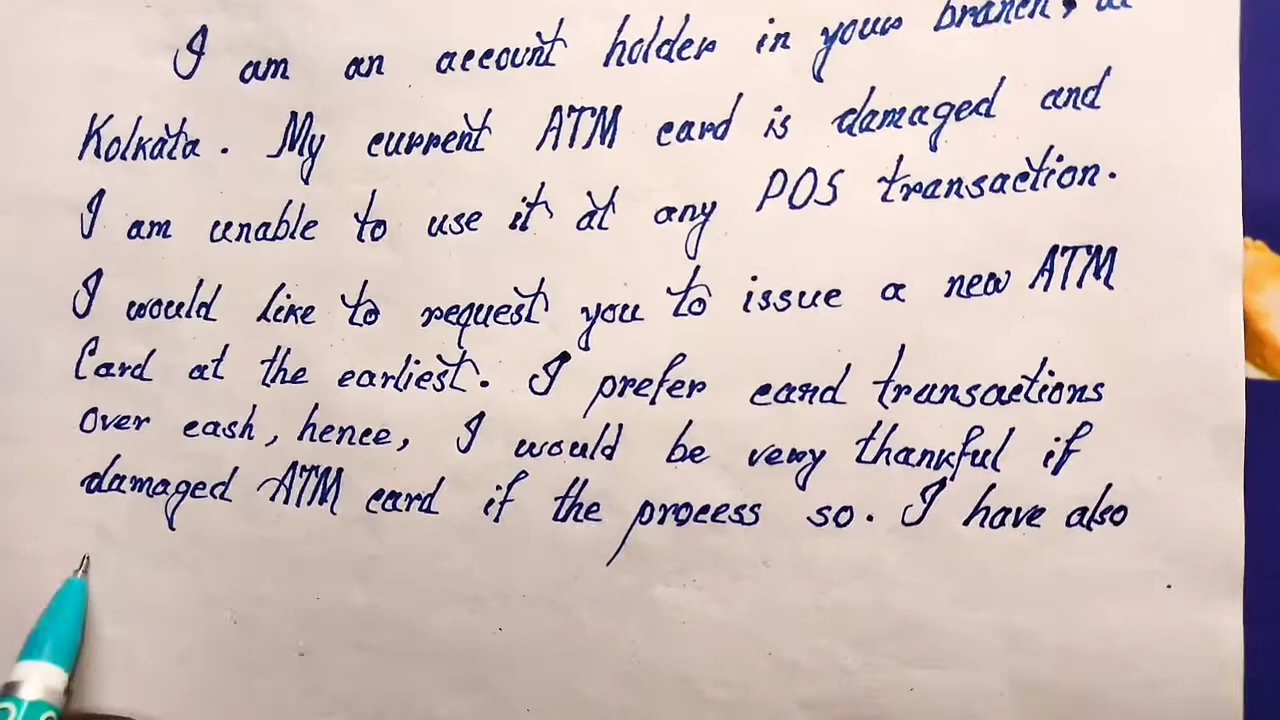 I am an account holder in your branch, at
Kolkata. My current ATM card is damaged and
I am unable to use it at any POS transaction.
I would like to request you to issue a new ATM
Card at the earliest. I prefer card transactions
over cash, hence, I would be very thankful if
damaged ATM card if the process so. I have also